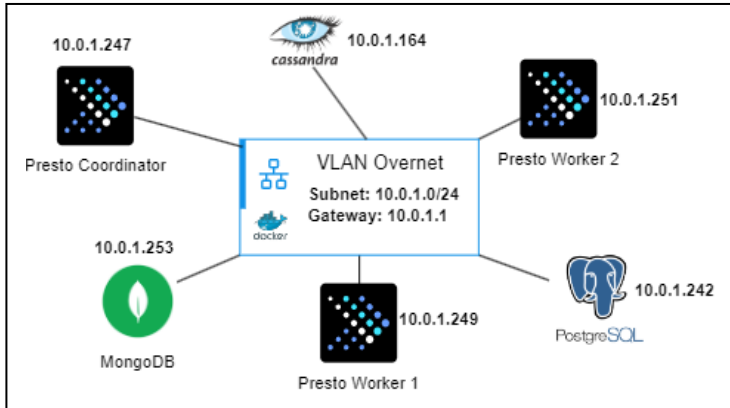 10.0.1.247
Presto Coordinator
cassandra
10.0.1.164
10.0.1.251
Presto Worker 2
VLAN Overnet
Subnet: 10.0.1.0/24
Gateway: 10.0.1.1
docker
10.0.1.253
MongoDB
10.0.1.249
Presto Worker 1
10.0.1.242
PostgreSQL